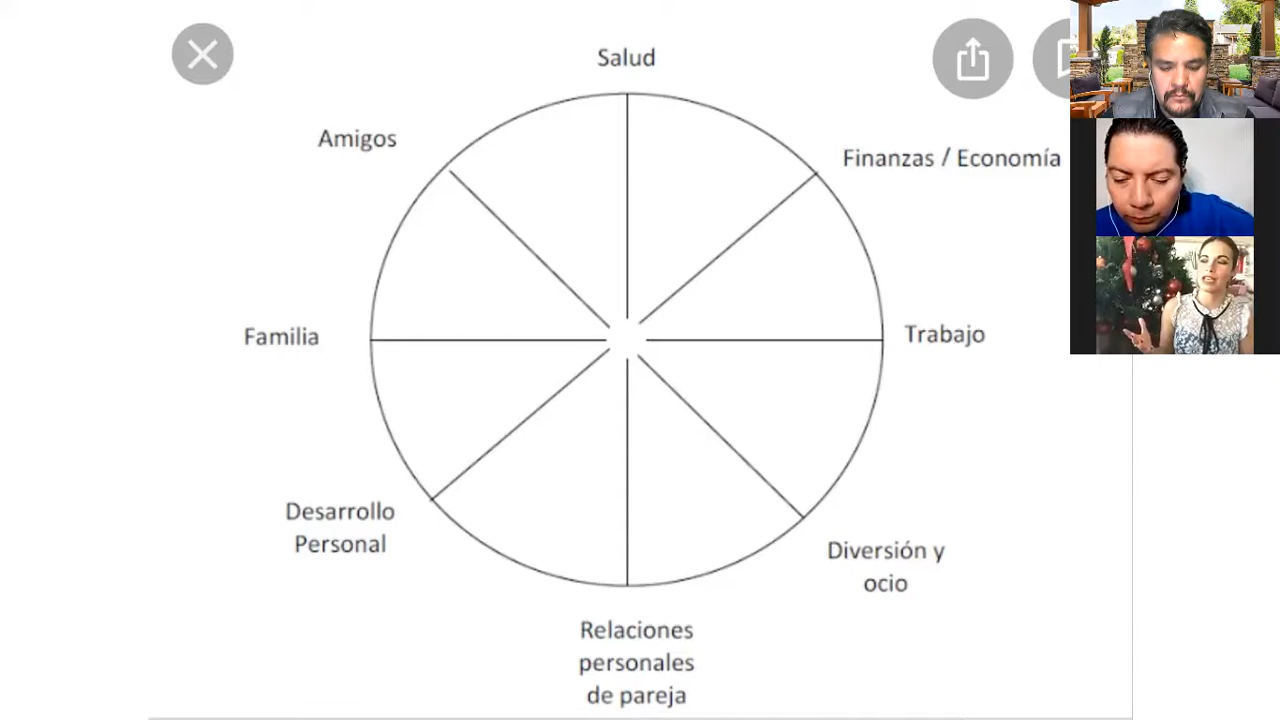 Salud
Amigos
Finanzas / Economía
Familia
Trabajo
Desarrollo
Personal
Diversión y
ocio
Relaciones
personales
de pareja